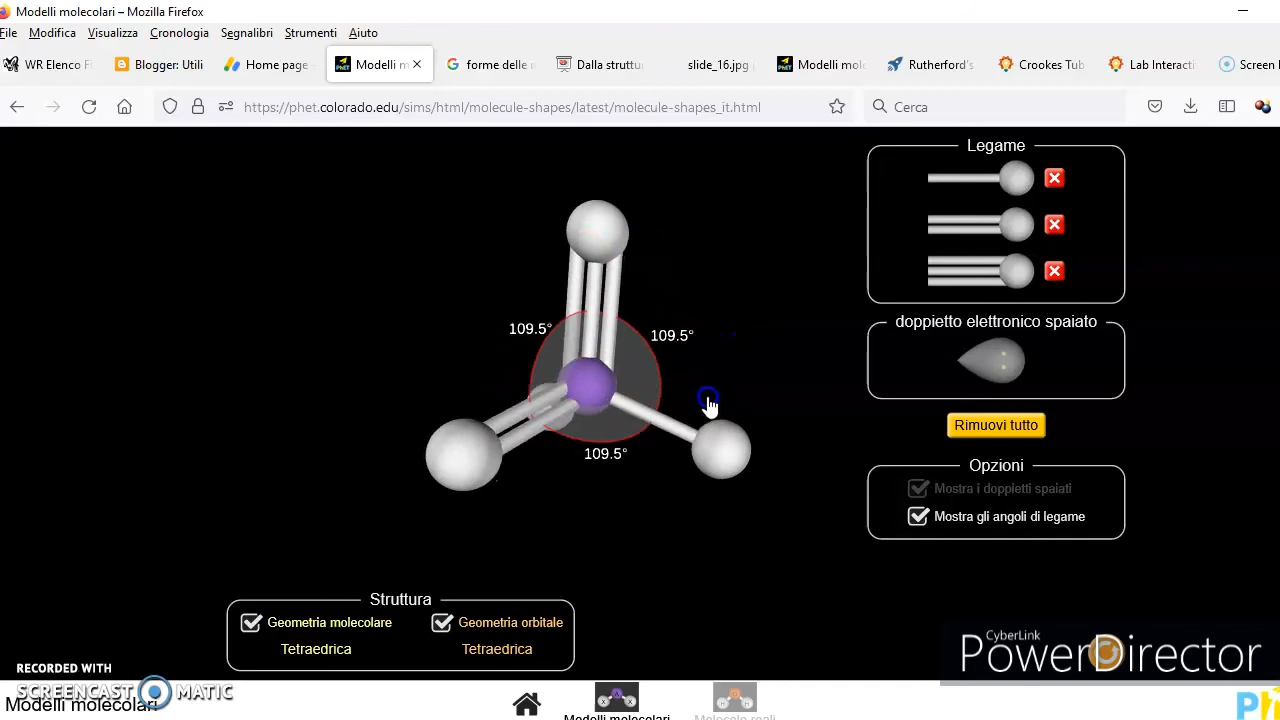 Modelli molecolari – Mozilla Firefox
File Modifica Visualizza Cronologia Segnalibri Strumenti Aiuto
WR Elenco Blogger: Utili Home page Modelli m forme delle Dalla struttu slide_16.jpg Modelli mole Rutherford's Crookes Tub Lab Interacti Screen
https://phet.colorado.edu/sims/html/molecule-shapes/latest/molecule-shapes_it.html Cerca
Legame
doppietto elettronico spaiato
109.5° 109.5°
109.5°
Rimuovi tutto
Opzioni
Mostra i doppietti spaiati
Mostra gli angoli di legame
Struttura
Geometria molecolare Geometria orbitale
Tetraedrica Tetraedrica
CyberLink
PowerDirector
RECORDED WITH
SCREENCAST MATIC
Modelli molecolari
Modelli molecolari Molecole reali